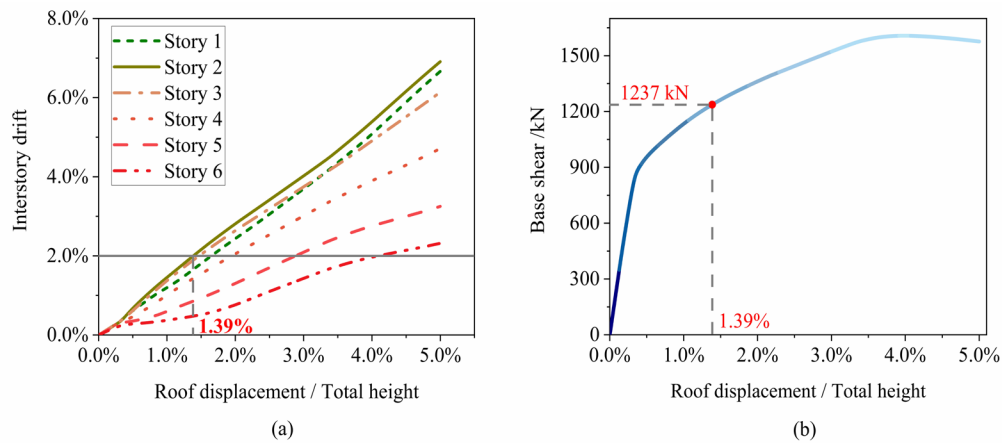 8.0%
6.0%
4.0%
2.0%
0.0%
Interstory drift
Story 1
Story 2
Story 3
Story 4
Story 5
Story 6
1.39%
0.0% 1.0% 2.0% 3.0% 4.0% 5.0%
Roof displacement / Total height
(a)
1500
1200
900
600
300
0
Base shear /kN
1237 kN
1.39%
0.0% 1.0% 2.0% 3.0% 4.0% 5.0%
Roof displacement / Total height
(b)